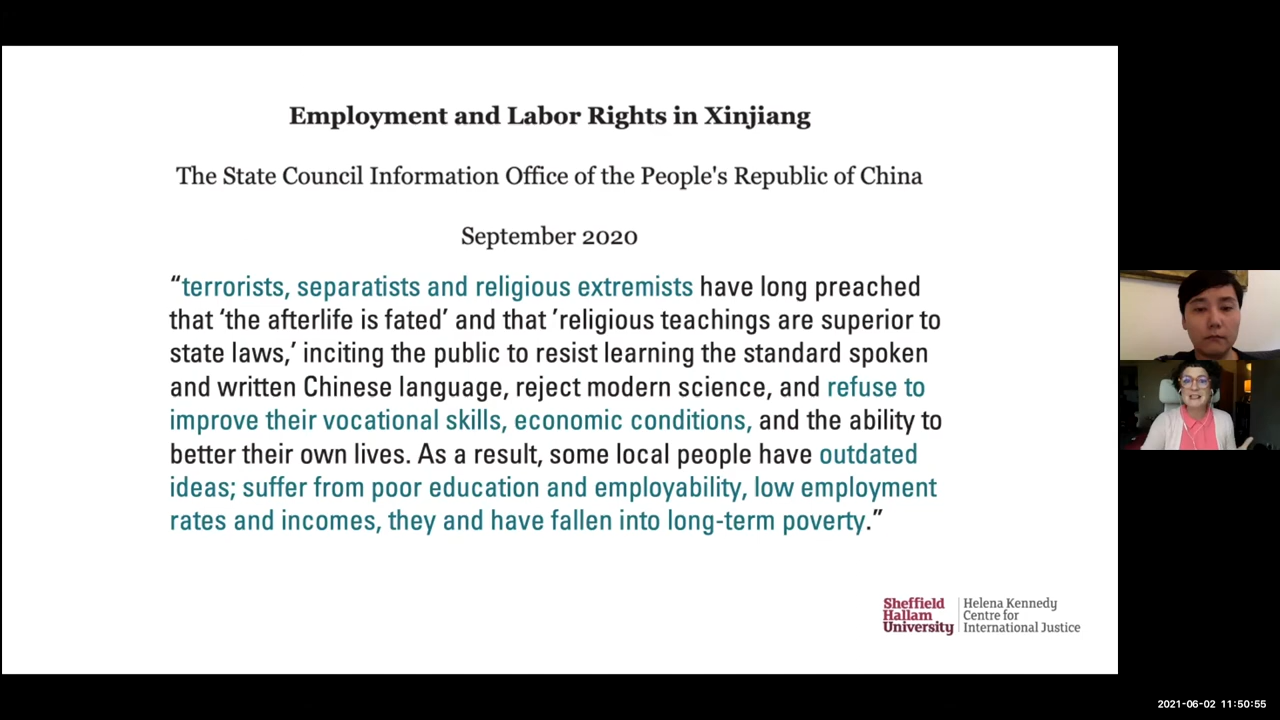 Employment and Labor Rights in Xinjiang
The State Council Information Office of the People's Republic of China
September 2020
“terrorists, separatists and religious extremists have long preached
that ‘the afterlife is fated’ and that ’religious teachings are superior to
state laws,’ inciting the public to resist learning the standard spoken
and written Chinese language, reject modern science, and refuse to
improve their vocational skills, economic conditions, and the ability to
better their own lives. As a result, some local people have outdated
ideas; suffer from poor education and employability, low employment
rates and incomes, they and have fallen into long-term poverty.”
Sheffield
Hallam
University
Helena Kennedy
Centre for
International Justice
2021-06-02 11:50:55